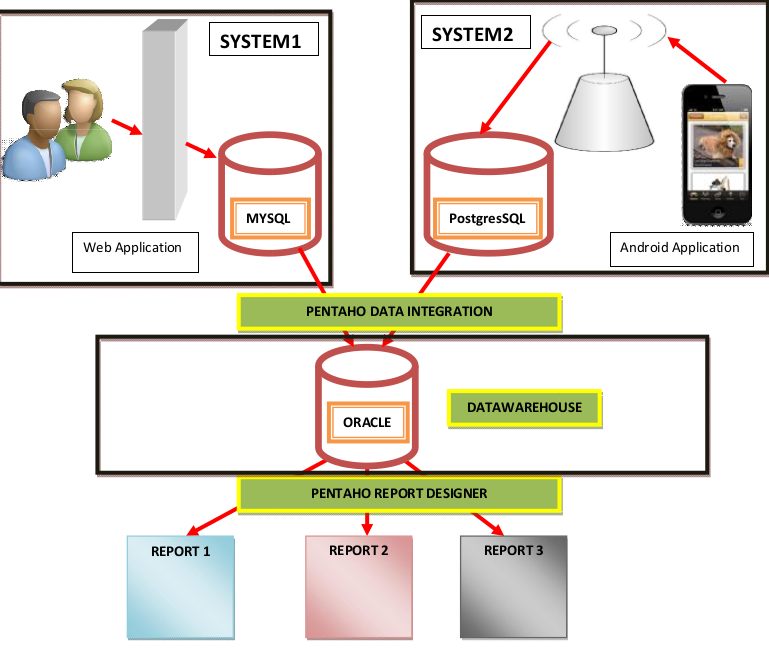 SYSTEM1
SYSTEM2
MYSQL
PostgresSQL
Web Application
Android Application
PENTAHO DATA INTEGRATION
ORACLE
DATAWAREHOUSE
PENTAHO REPORT DESIGNER
REPORT 1
REPORT 2
REPORT 3